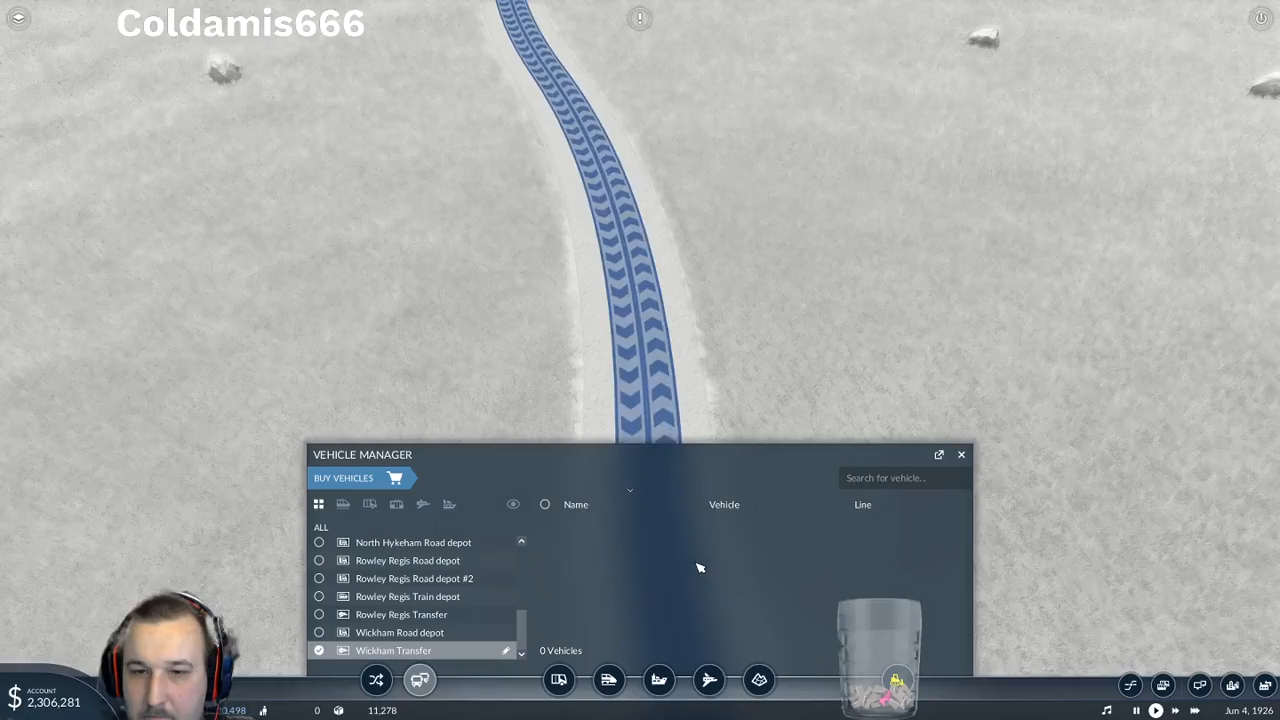 Coldamis666
VEHICLE MANAGER
BUY VEHICLES
Search for vehicle...
Name
Vehicle
Line
ALL
North Hykeham Road depot
Rowley Regis Road depot
Rowley Regis Road depot #2
Rowley Regis Train depot
Rowley Regis Transfer
Wickham Road depot
Wickham Transfer
0 Vehicles
ACCOUNT
$ 2,306,281
0,498
0
11,278
Jun 4, 1926